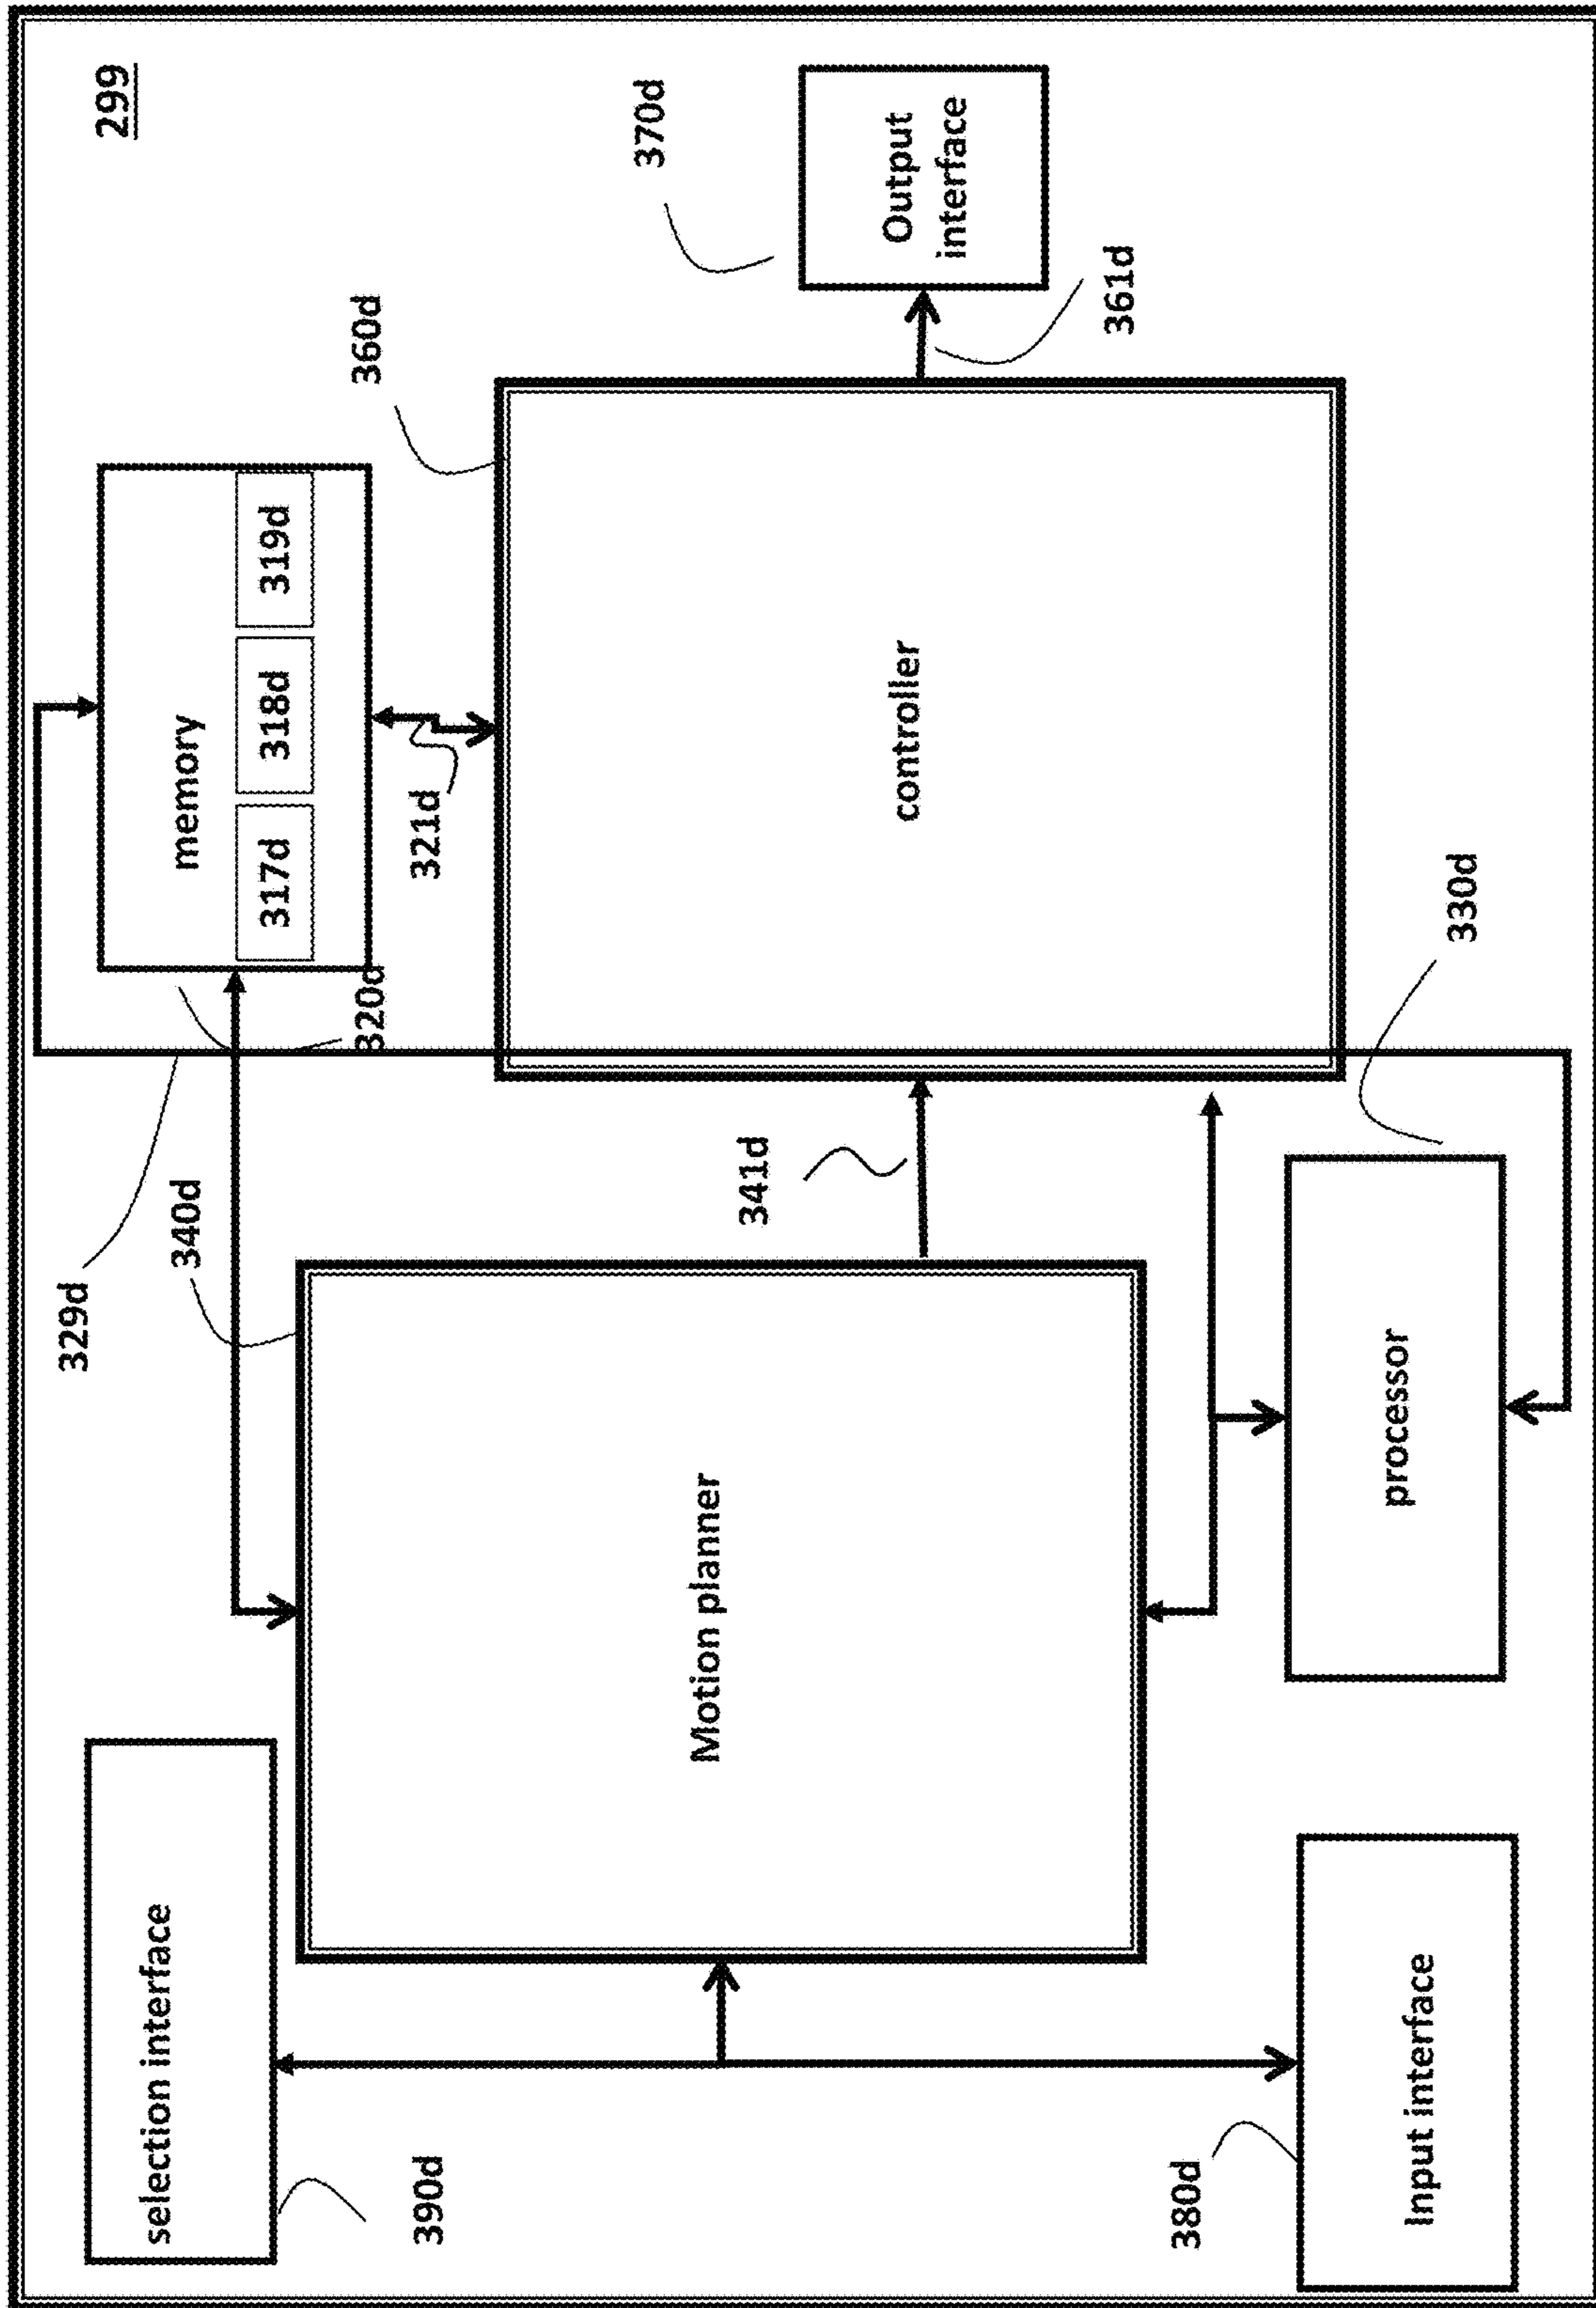 299
selection interface
390d
329d
340d
320d
memory
317d
318d
319d
321d
360d
370d
Output
interface
361d
controller
341d
Motion planner
330d
processor
380d
Input interface